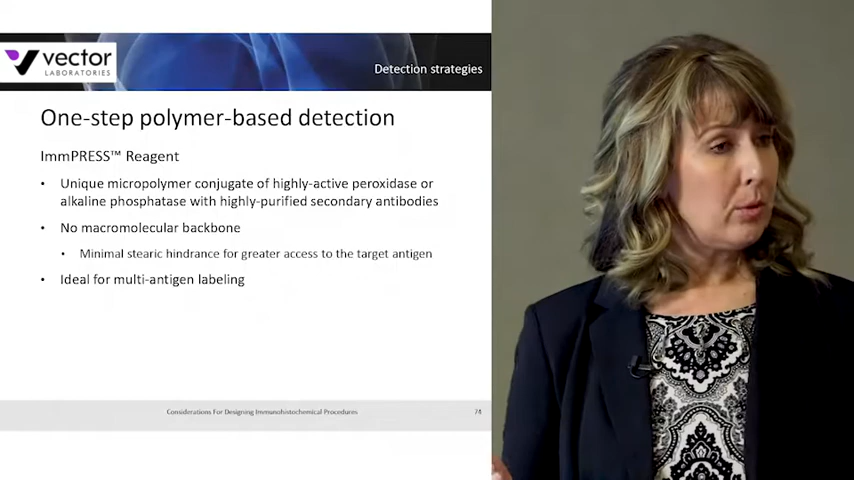 vector
LABORATORIES
Detection strategies
One-step polymer-based detection
ImmPRESS™ Reagent
• Unique micropolymer conjugate of highly-active peroxidase or
alkaline phosphatase with highly-purified secondary antibodies
• No macromolecular backbone
• Minimal stearic hindrance for greater access to the target antigen
• Ideal for multi-antigen labeling
Considerations For Designing Immunohistochemical Procedures